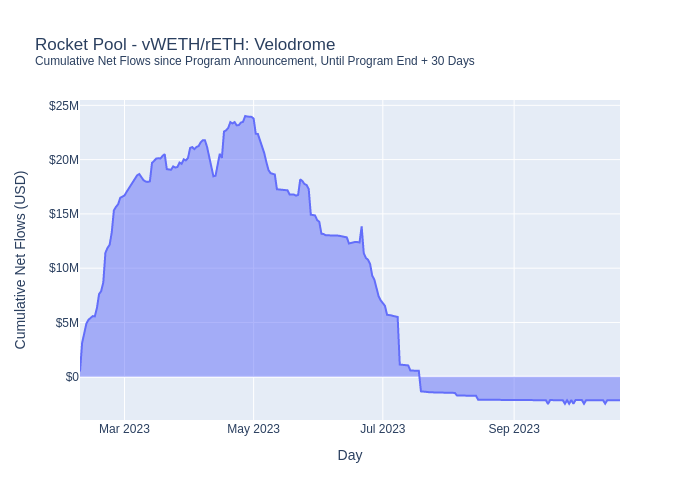 Rocket Pool - vWETH/rETH: Velodrome
Cumulative Net Flows since Program Announcement, Until Program End + 30 Days
Cumulative Net Flows (USD)
$25M
$20M
$15M
$10M
$5M
$0
Mar 2023
May 2023
Jul 2023
Sep 2023
Day